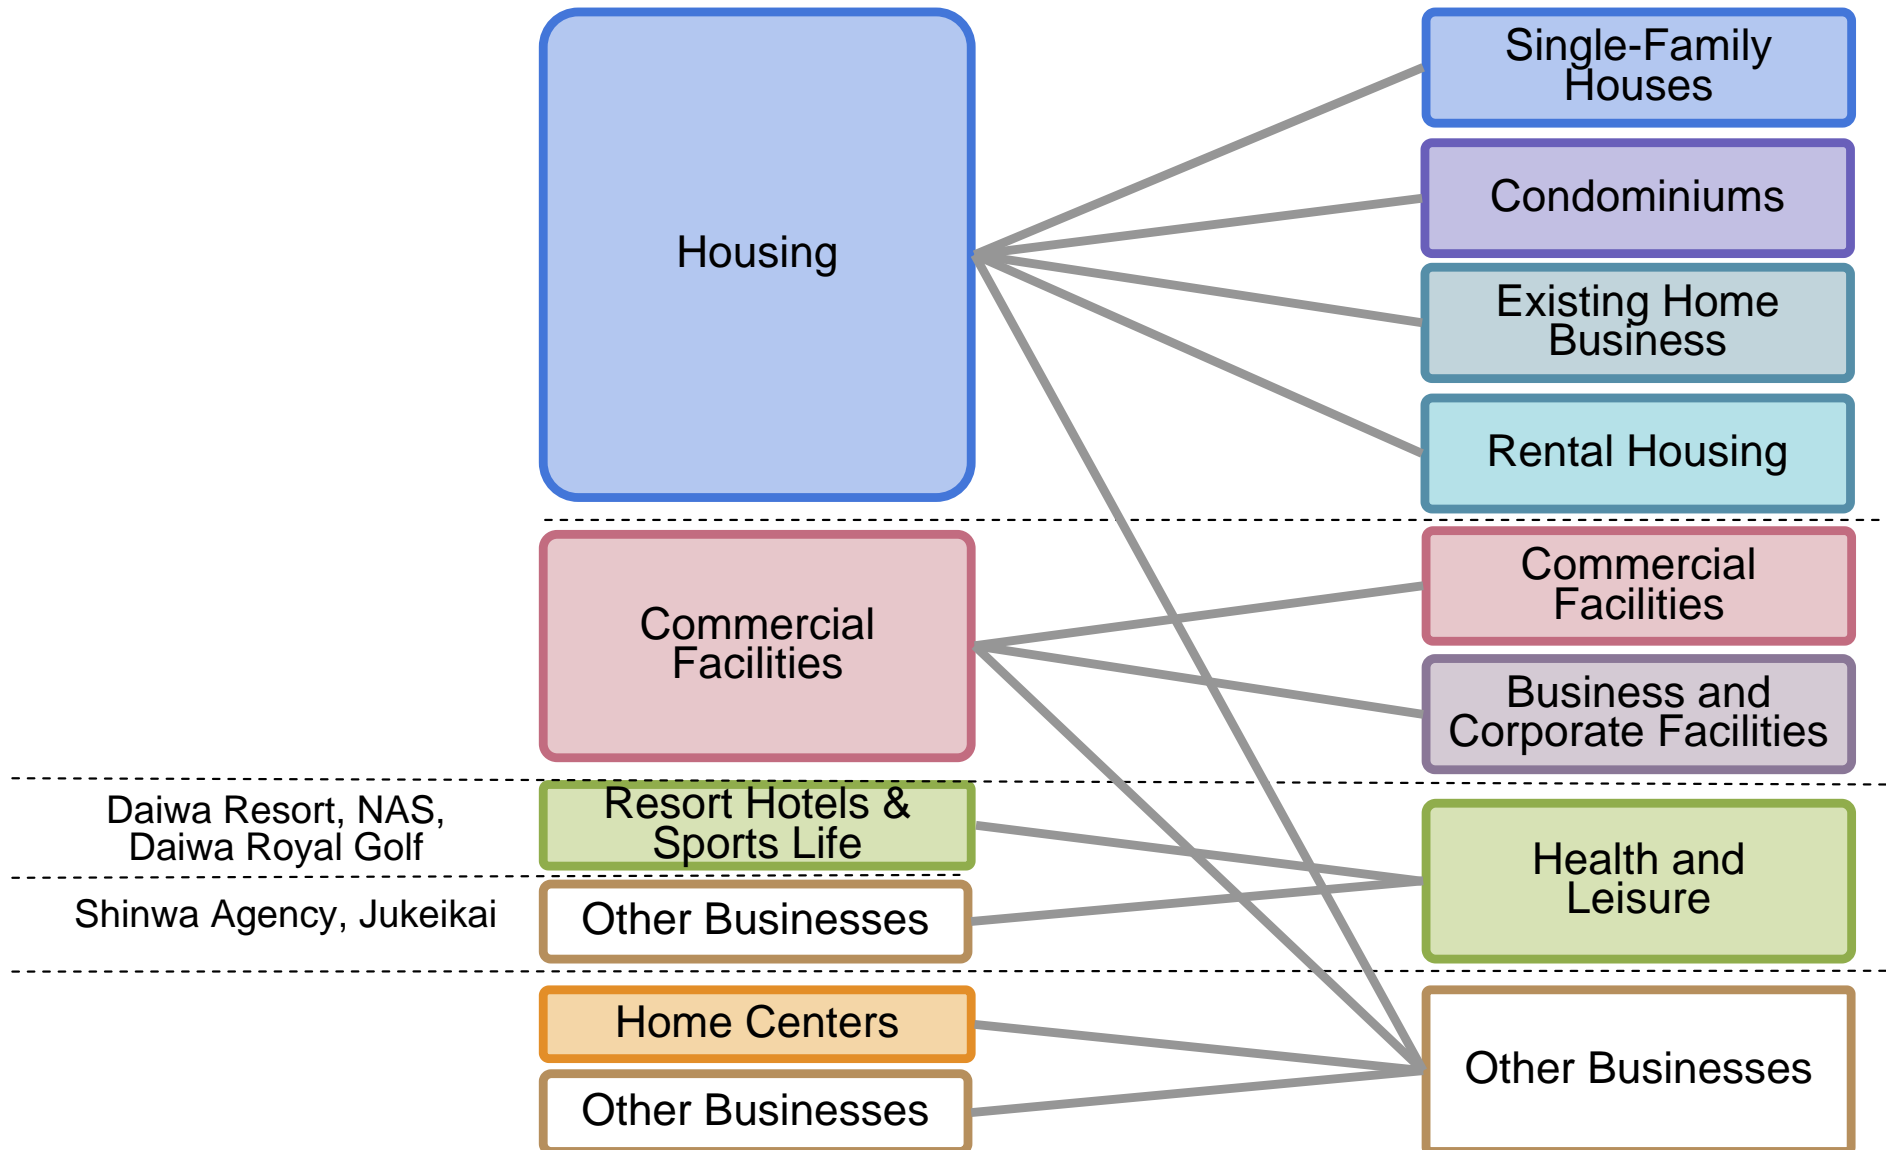 Housing
Single-Family
Houses
Condominiums
Existing Home
Business
Rental Housing
Commercial
Facilities
Commercial
Facilities
Business and
Corporate Facilities
Daiwa Resort, NAS,
Daiwa Royal Golf
Resort Hotels &
Sports Life
Shinwa Agency, Jukeikai
Other Businesses
Health and
Leisure
Home Centers
Other Businesses
Other Businesses